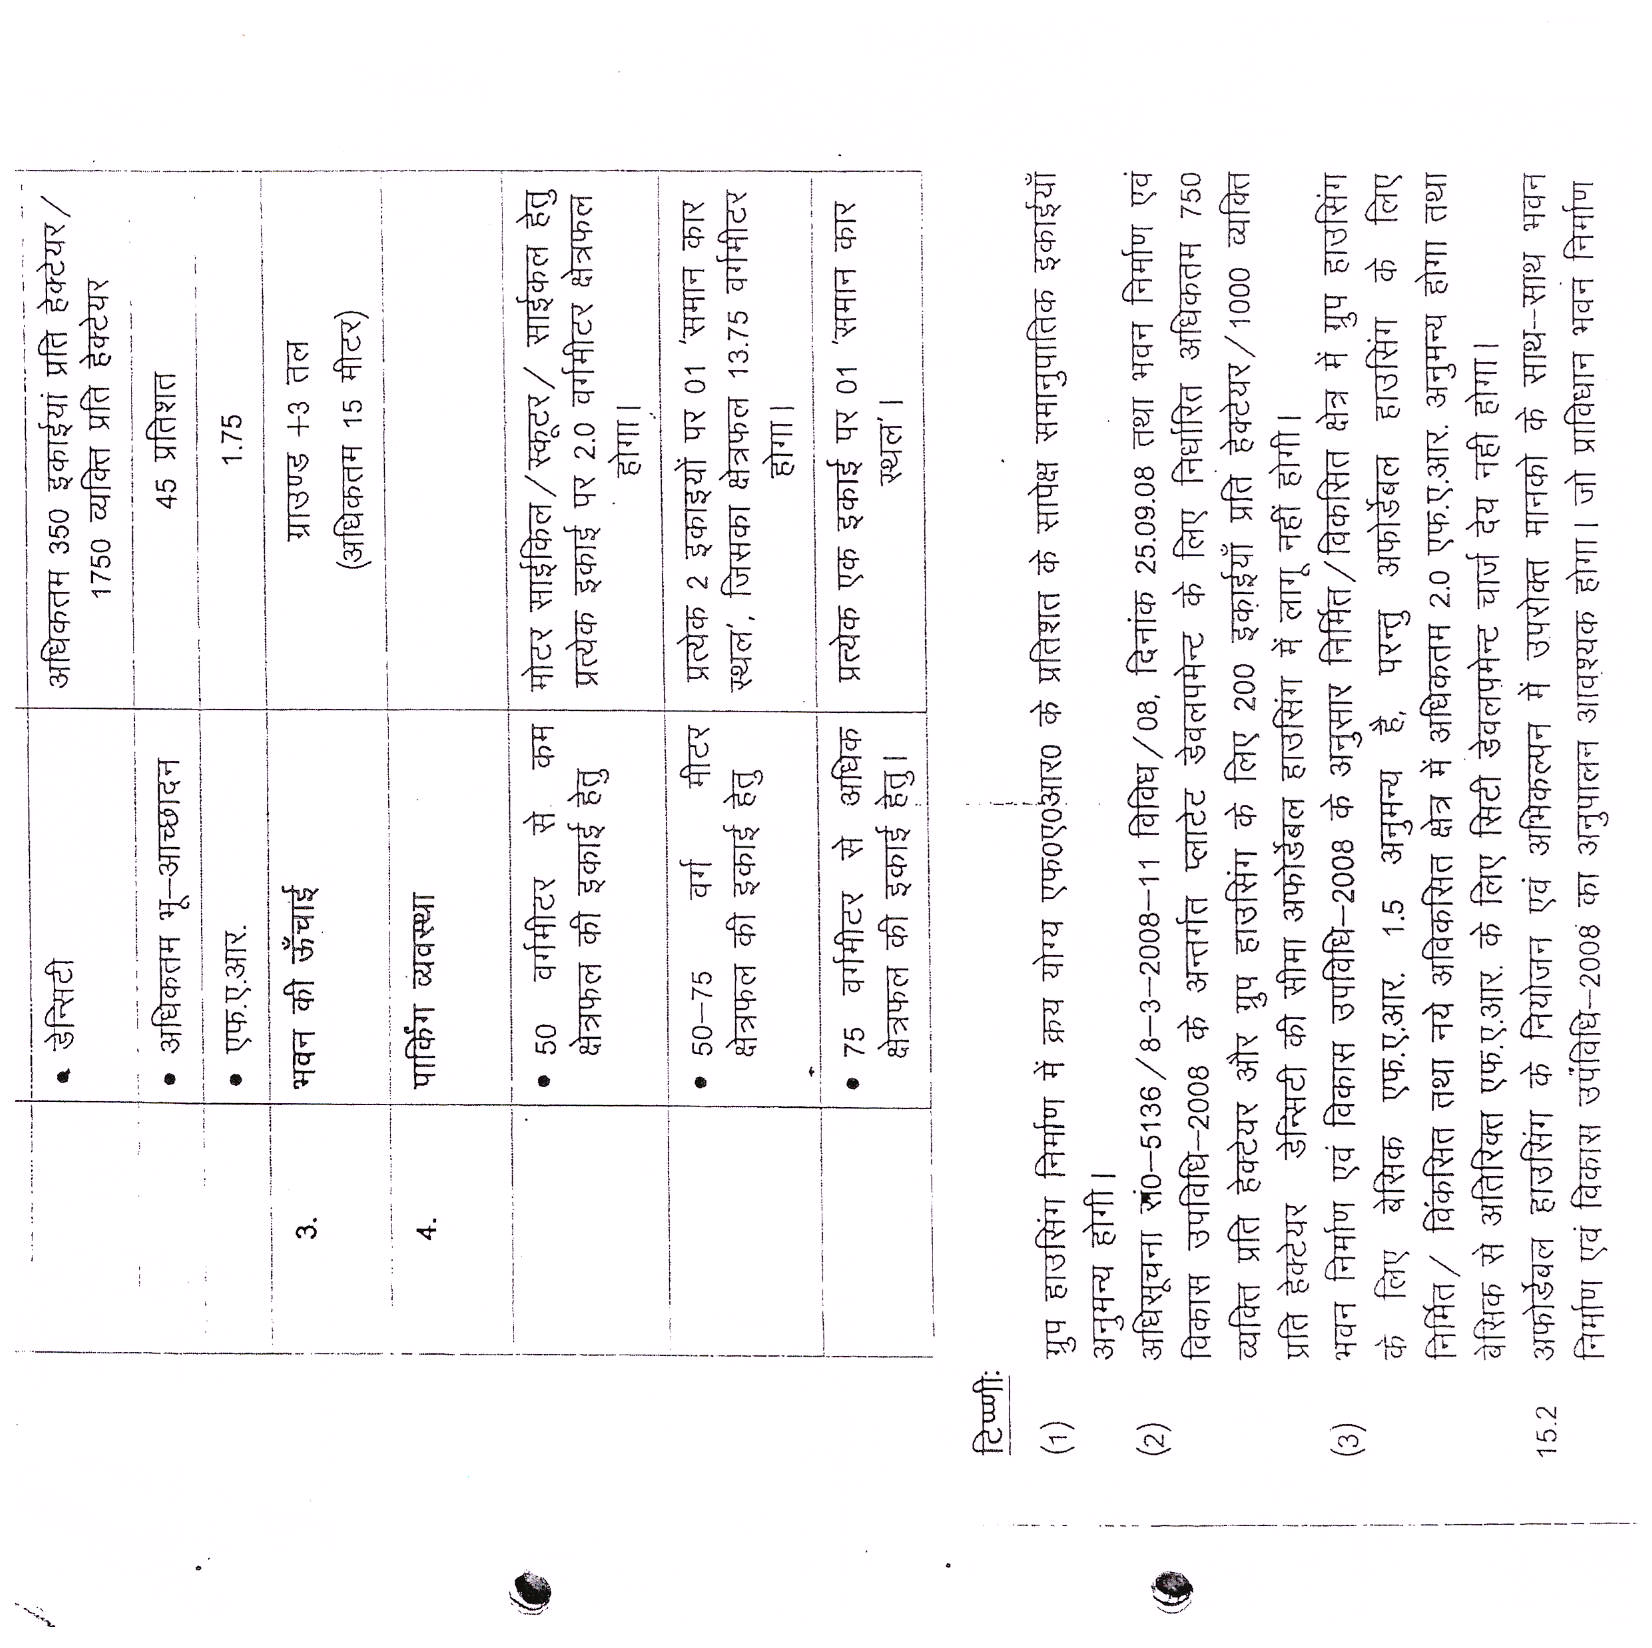 • डेन्सिटी अधिकतम 350 इकाईयां प्रति हेक्टेयर/
1750 व्यक्ति प्रति हेक्टेयर
• अधिकतम भू–आच्छादन 45 प्रतिशत
• एफ.ए.आर. 1.75
3. भवन की ऊँचाई ग्राउण्ड +3 तल
(अधिकतम 15 मीटर)
4. पार्किंग व्यवस्था
• 50 वर्गमीटर से कम मोटर साईकिल/स्कूटर/ साईकल हेतु
क्षेत्रफल की इकाई हेतु प्रत्येक इकाई पर 2.0 वर्गमीटर क्षेत्रफल
होगा।
• 50–75 वर्ग मीटर प्रत्येक 2 इकाइयों पर 01 'समान कार
क्षेत्रफल की इकाई हेतु स्थल', जिसका क्षेत्रफल 13.75 वर्गमीटर
होगा।
• 75 वर्गमीटर से अधिक प्रत्येक एक इकाई पर 01 'समान कार
क्षेत्रफल की इकाई हेतु। स्थल'।
टिप्पणी:
(1) ग्रुप हाउसिंग निर्माण में क्रय योग्य एफ०ए०आर० के प्रतिशत के सापेक्ष समानुपातिक इकाईयाँ
अनुमन्य होगी।
(2) अधिसूचना सं०–5136/8–3–2008–11 विविध/08, दिनांक 25.09.08 तथा भवन निर्माण एवं
विकास उपविधि–2008 के अन्तर्गत प्लाटेट डेवलपमेन्ट के लिए निर्धारित अधिकतम 750
व्यक्ति प्रति हेक्टेयर और ग्रुप हाउसिंग के लिए 200 इकाईयाँ प्रति हेक्टेयर/1000 व्यक्ति
प्रति हेक्टेयर डेन्सिटी की सीमा अफोर्डेबल हाउसिंग में लागू नहीं होगी।
(3) भवन निर्माण एवं विकास उपविधि–2008 के अनुसार निर्मित/विकसित क्षेत्र में ग्रुप हाउसिंग
के लिए बेसिक एफ.ए.आर. 1.5 अनुमन्य है, परन्तु अफोर्डेबल हाउसिंग के लिए
निर्मित/ विकसित तथा नये अविकसित क्षेत्र में अधिकतम 2.0 एफ.ए.आर. अनुमन्य होगा तथा
बेसिक से अतिरिक्त एफ.ए.आर. के लिए सिटी डेवलपमेन्ट चार्ज देय नही होगा।
15.2 अफोर्डेबल हाउसिंग के नियोजन एवं अभिकल्पन में उपरोक्त मानको के साथ–साथ भवन
निर्माण एवं विकास उपविधि–2008 का अनुपालन आवश्यक होगा। जो प्राविधान भवन निर्माण